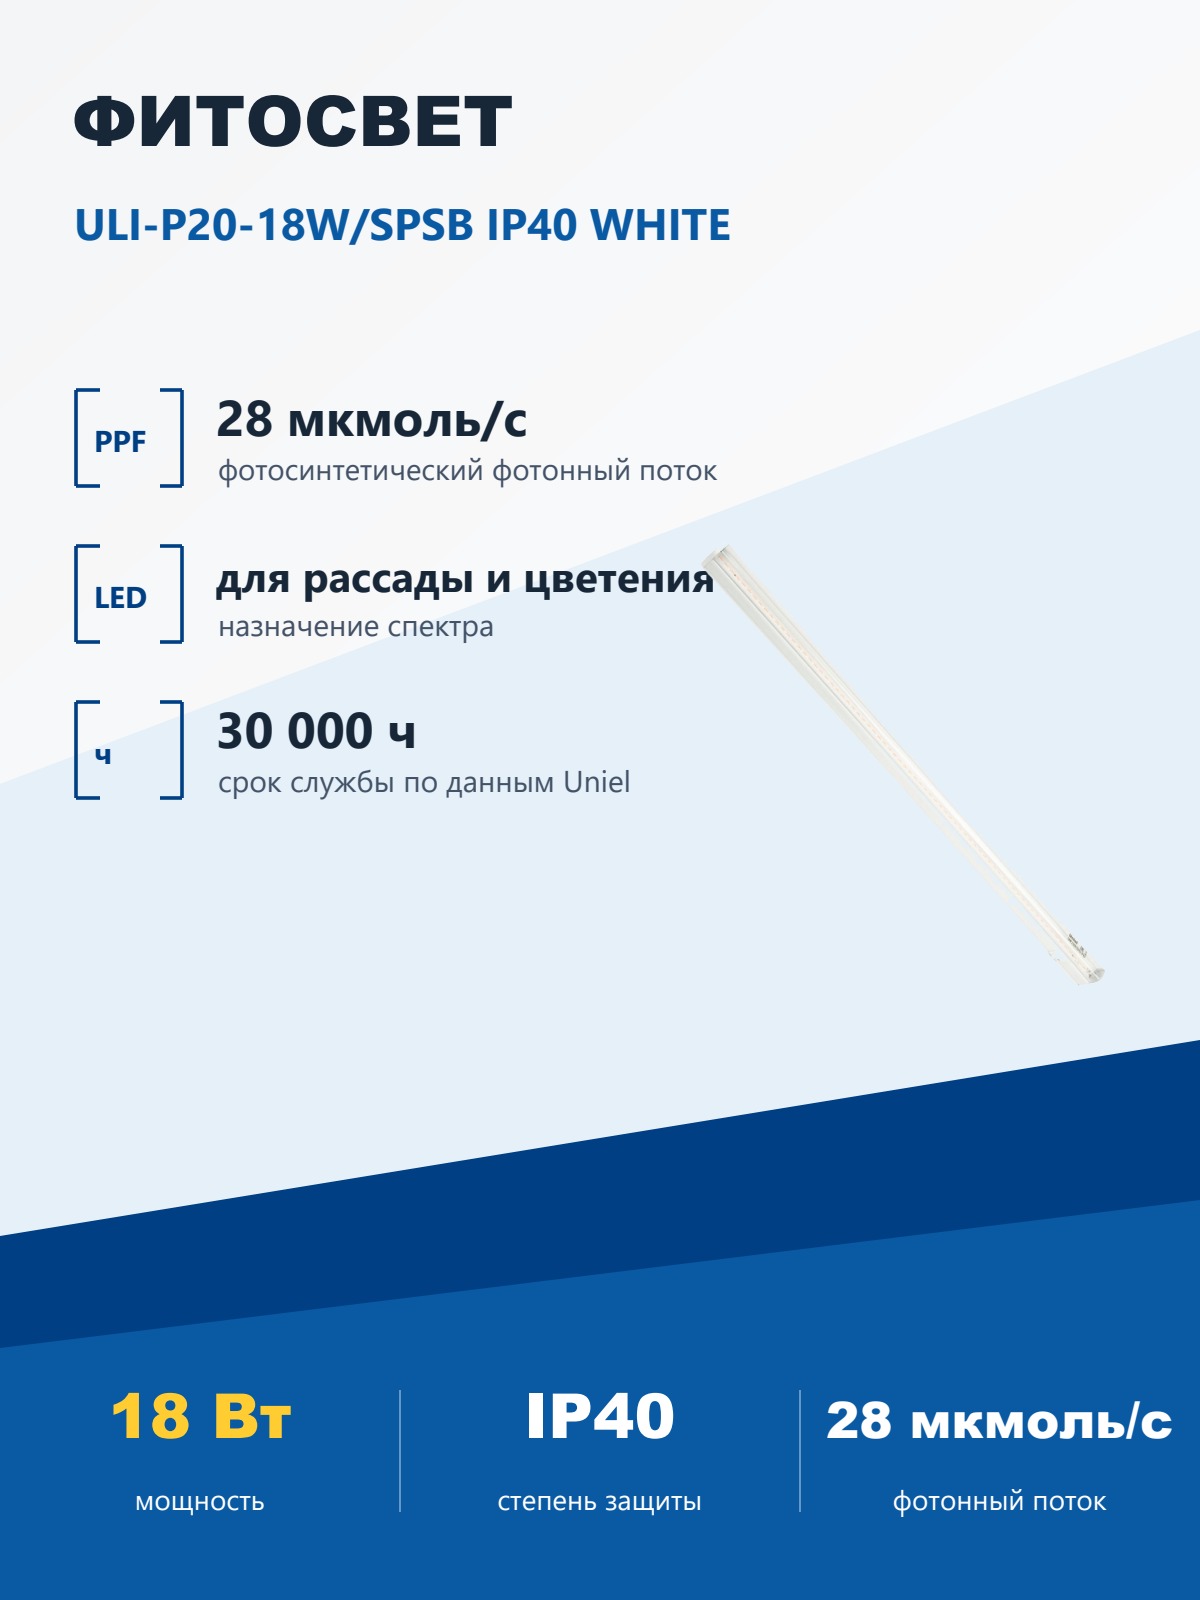 ФИТОСВЕТ
ULI-P20-18W/SPSB IP40 WHITE
PPF
28 мкмоль/с
фотосинтетический фотонный поток
LED
для рассады и цветения
назначение спектра
ч
30 000 ч
срок службы по данным Uniel
18 Вт
мощность
IP40
степень защиты
28 мкмоль/с
фотонный поток